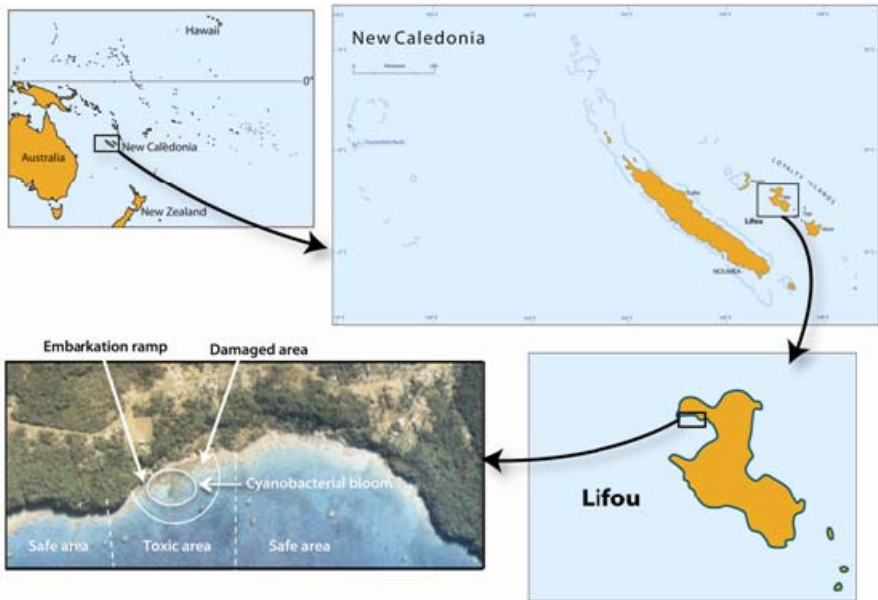 Hawaii
0°
New Caledonia
Australia
New Zealand
New Caledonia
LOYALTY ISLANDS
Lifou
NOUMEA
Embarkation ramp
Damaged area
Cyanobacterial bloom
Safe area
Toxic area
Safe area
Lifou